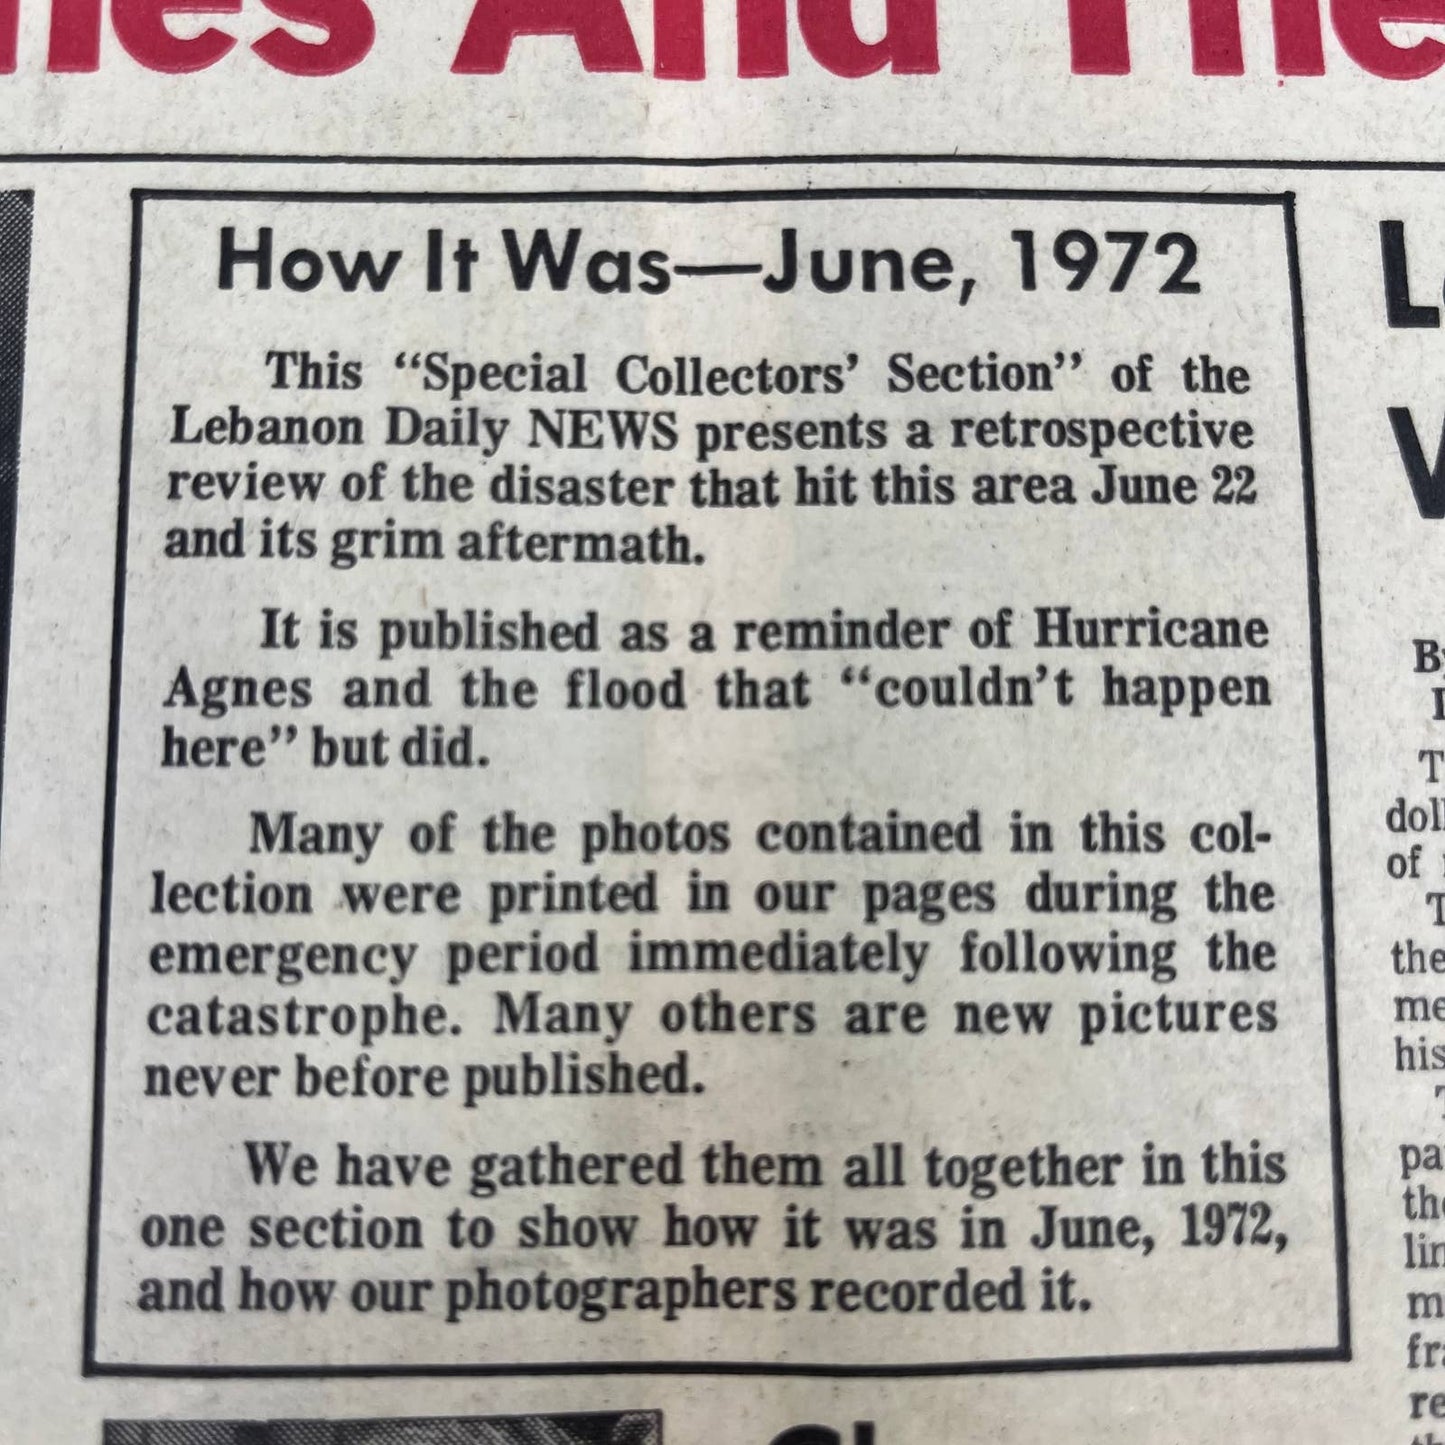 And The
How It Was—June, 1972
This “Special Collectors’ Section” of the
Lebanon Daily NEWS presents a retrospective
review of the disaster that hit this area June 22
and its grim aftermath.
It is published as a reminder of Hurricane
Agnes and the flood that “couldn’t happen
here” but did.
Many of the photos contained in this col-
lection were printed in our pages during the
emergency period immediately following the
catastrophe. Many others are new pictures
never before published.
We have gathered them all together in this
one section to show how it was in June, 1972,
and how our photographers recorded it.
of
the